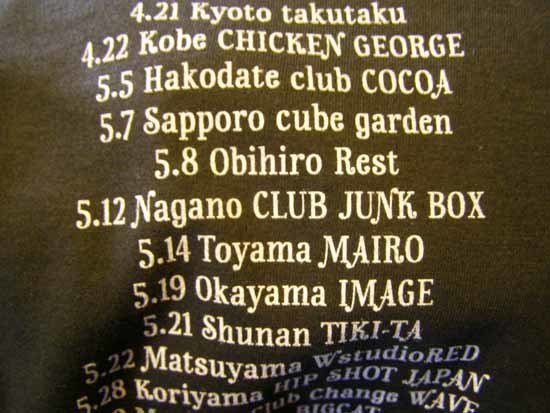 4.21 Kyoto takutaku
4.22 Kobe CHICKEN GEORGE
5.5 Hakodate club COCOA
5.7 Sapporo cube garden
5.8 Obihiro Rest
5.12 Nagano CLUB JUNK BOX
5.14 Toyama MAIRO
5.19 Okayama IMAGE
5.21 Shunan TIKI-TA
5.22 Matsuyama WstudioRED
5.28 Koriyama HIP SHOT JAPAN
Club Change WAVE